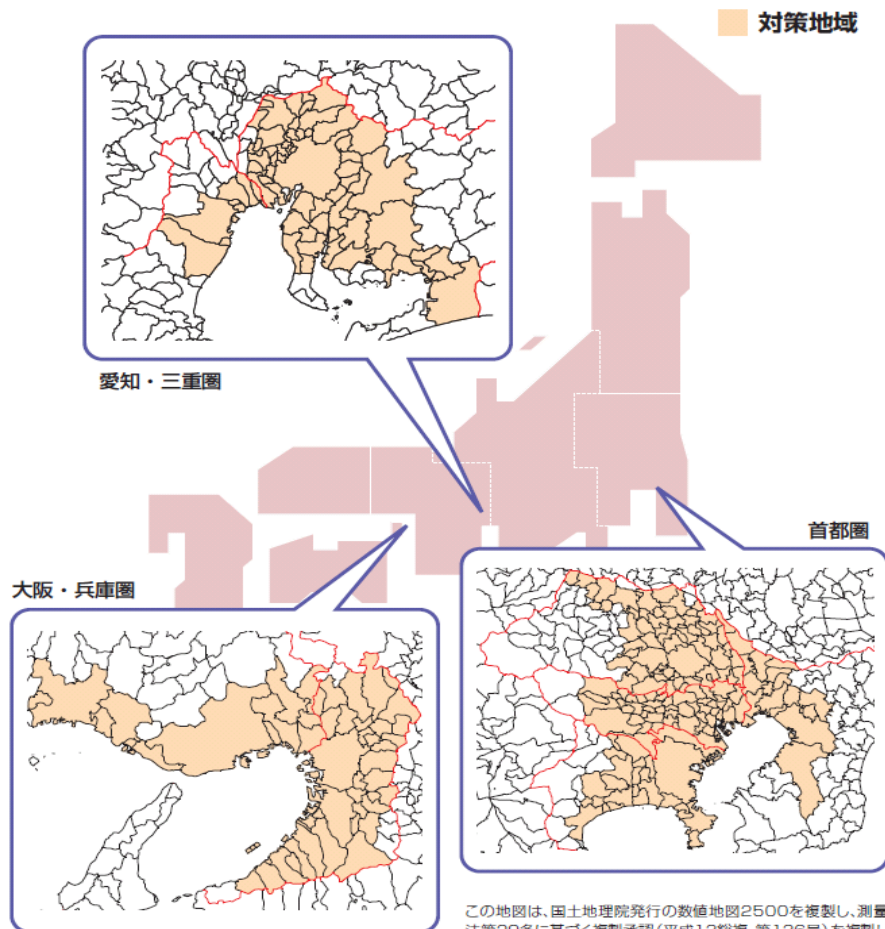 対策地域
愛知・三重圏
首都圏
大阪・兵庫圏
この地図は、国土地理院発行の数値地図2500を複製し、測量